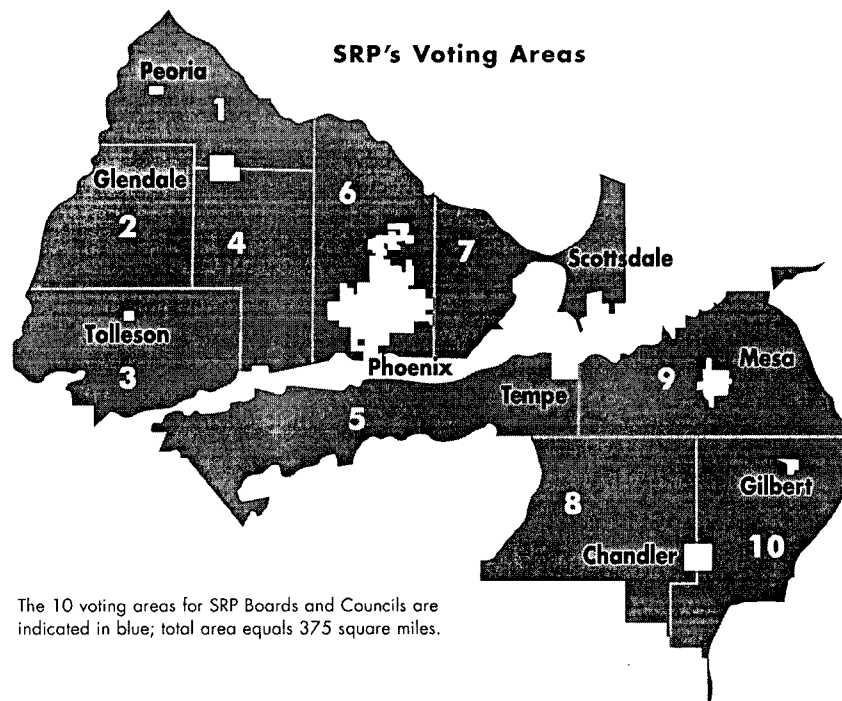 SRP's Voting Areas
Peoria
1
Glendale
6
2
4
7
Scottsdale
Tolleson
3
Phoenix
Mesa
9
Tempe
5
Gilbert
8
Chandler
10
The 10 voting areas for SRP Boards and Councils are
indicated in blue; total area equals 375 square miles.